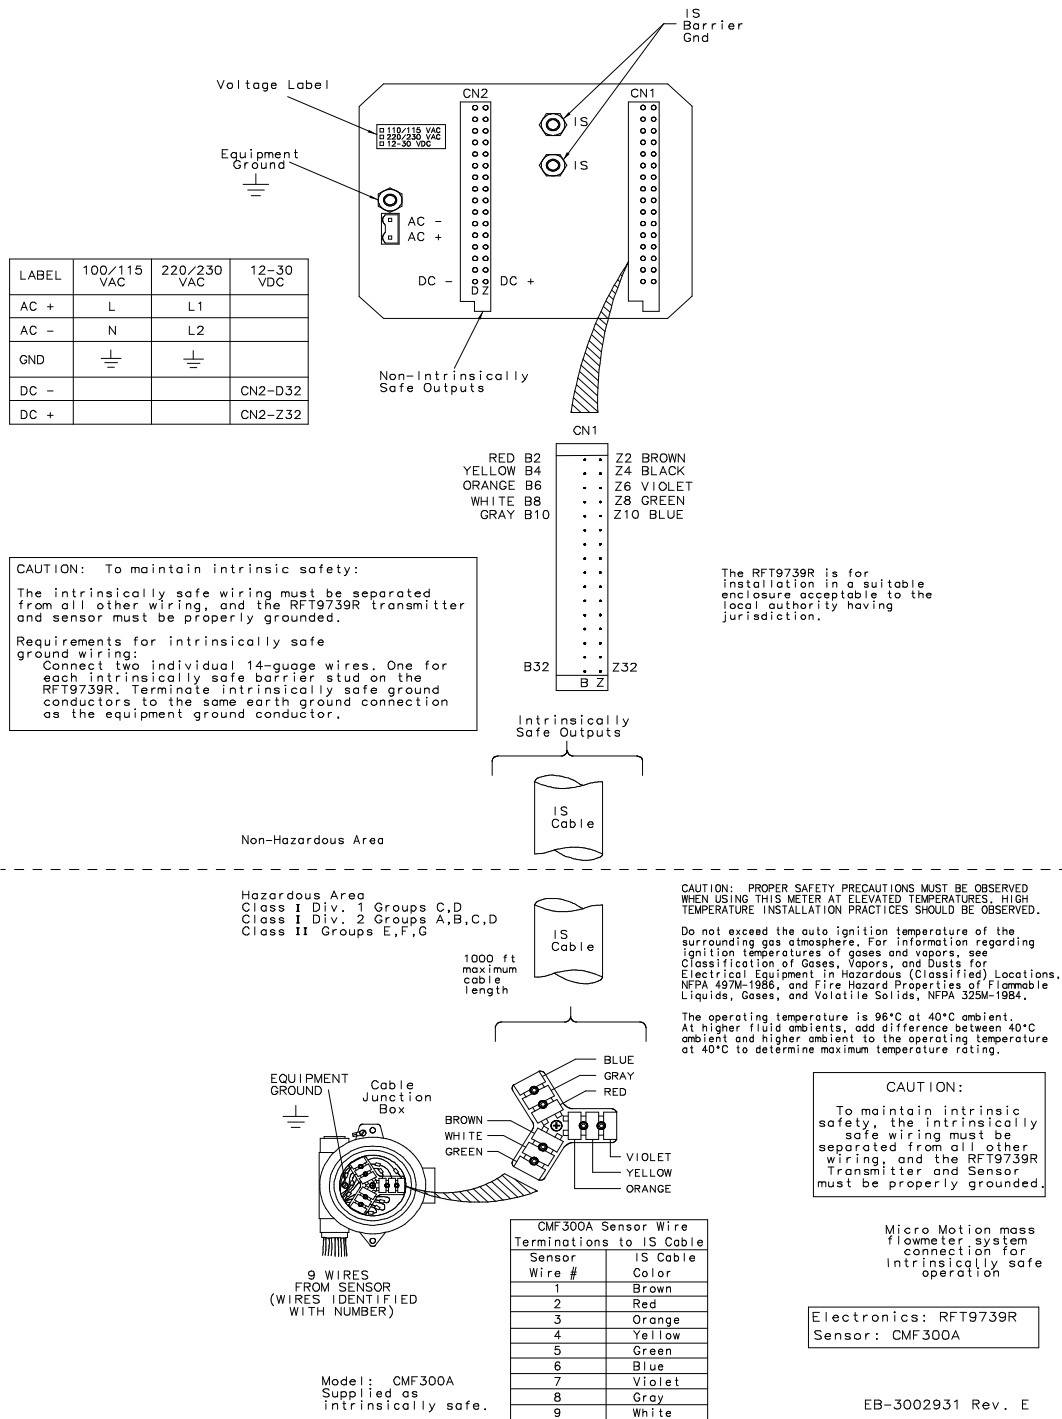 IS
Barrier
Gnd
Voltage Label
CN2
CN1
110/115 VAC
220/230 VAC
12-30 VDC
IS
IS
Equipment
Ground
AC -
AC +
DC -
DC +
D Z
LABEL 100/115 VAC 220/230 VAC 12-30 VDC
AC + L L1
AC - N L2
GND
DC - CN2-D32
DC + CN2-Z32
Non-Intrinsically
Safe Outputs
CN1
RED B2 Z2 BROWN
YELLOW B4 Z4 BLACK
ORANGE B6 Z6 VIOLET
WHITE B8 Z8 GREEN
GRAY B10 Z10 BLUE
B32 Z32
B Z
CAUTION: To maintain intrinsic safety:
The intrinsically safe wiring must be separated
from all other wiring, and the RFT9739R transmitter
and sensor must be properly grounded.
Requirements for intrinsically safe
ground wiring:
Connect two individual 14-guage wires. One for
each intrinsically safe barrier stud on the
RFT9739R. Terminate intrinsically safe ground
conductors to the same earth ground connection
as the equipment ground conductor.
The RFT9739R is for
installation in a suitable
enclosure acceptable to the
local authority having
jurisdiction.
Intrinsically
Safe Outputs
IS
Cable
Non-Hazardous Area
Hazardous Area
Class I Div. 1 Groups C,D
Class I Div. 2 Groups A,B,C,D
Class II Groups E,F,G
IS
Cable
1000 ft
maximum
cable
length
CAUTION: PROPER SAFETY PRECAUTIONS MUST BE OBSERVED
WHEN USING THIS METER AT ELEVATED TEMPERATURES. HIGH
TEMPERATURE INSTALLATION PRACTICES SHOULD BE OBSERVED.
Do not exceed the auto ignition temperature of the
surrounding gas atmosphere. For information regarding
ignition temperatures of gases and vapors, see
Classification of Gases, Vapors, and Dusts for
Electrical Equipment in Hazardous (Classified) Locations,
NFPA 497M-1986, and Fire Hazard Properties of Flammable
Liquids, Gases, and Volatile Solids, NFPA 325M-1984.
The operating temperature is 96°C at 40°C ambient.
At higher fluid ambients, add difference between 40°C
ambient and higher ambient to the operating temperature
at 40°C to determine maximum temperature rating.
BLUE
GRAY
RED
BROWN
WHITE
GREEN
VIOLET
YELLOW
ORANGE
EQUIPMENT
GROUND
Cable
Junction
Box
9 WIRES
FROM SENSOR
(WIRES IDENTIFIED
WITH NUMBER)
CAUTION:
To maintain intrinsic
safety, the intrinsically
safe wiring must be
separated from all other
wiring, and the RFT9739R
Transmitter and Sensor
must be properly grounded.
CMF300A Sensor Wire
Terminations to IS Cable
Sensor IS Cable
Wire # Color
1 Brown
2 Red
3 Orange
4 Yellow
5 Green
6 Blue
7 Violet
8 Gray
9 White
Micro Motion mass
flowmeter system
connection for
Intrinsically safe
operation
Electronics: RFT9739R
Sensor: CMF300A
Model: CMF300A
Supplied as
intrinsically safe.
EB-3002931 Rev. E